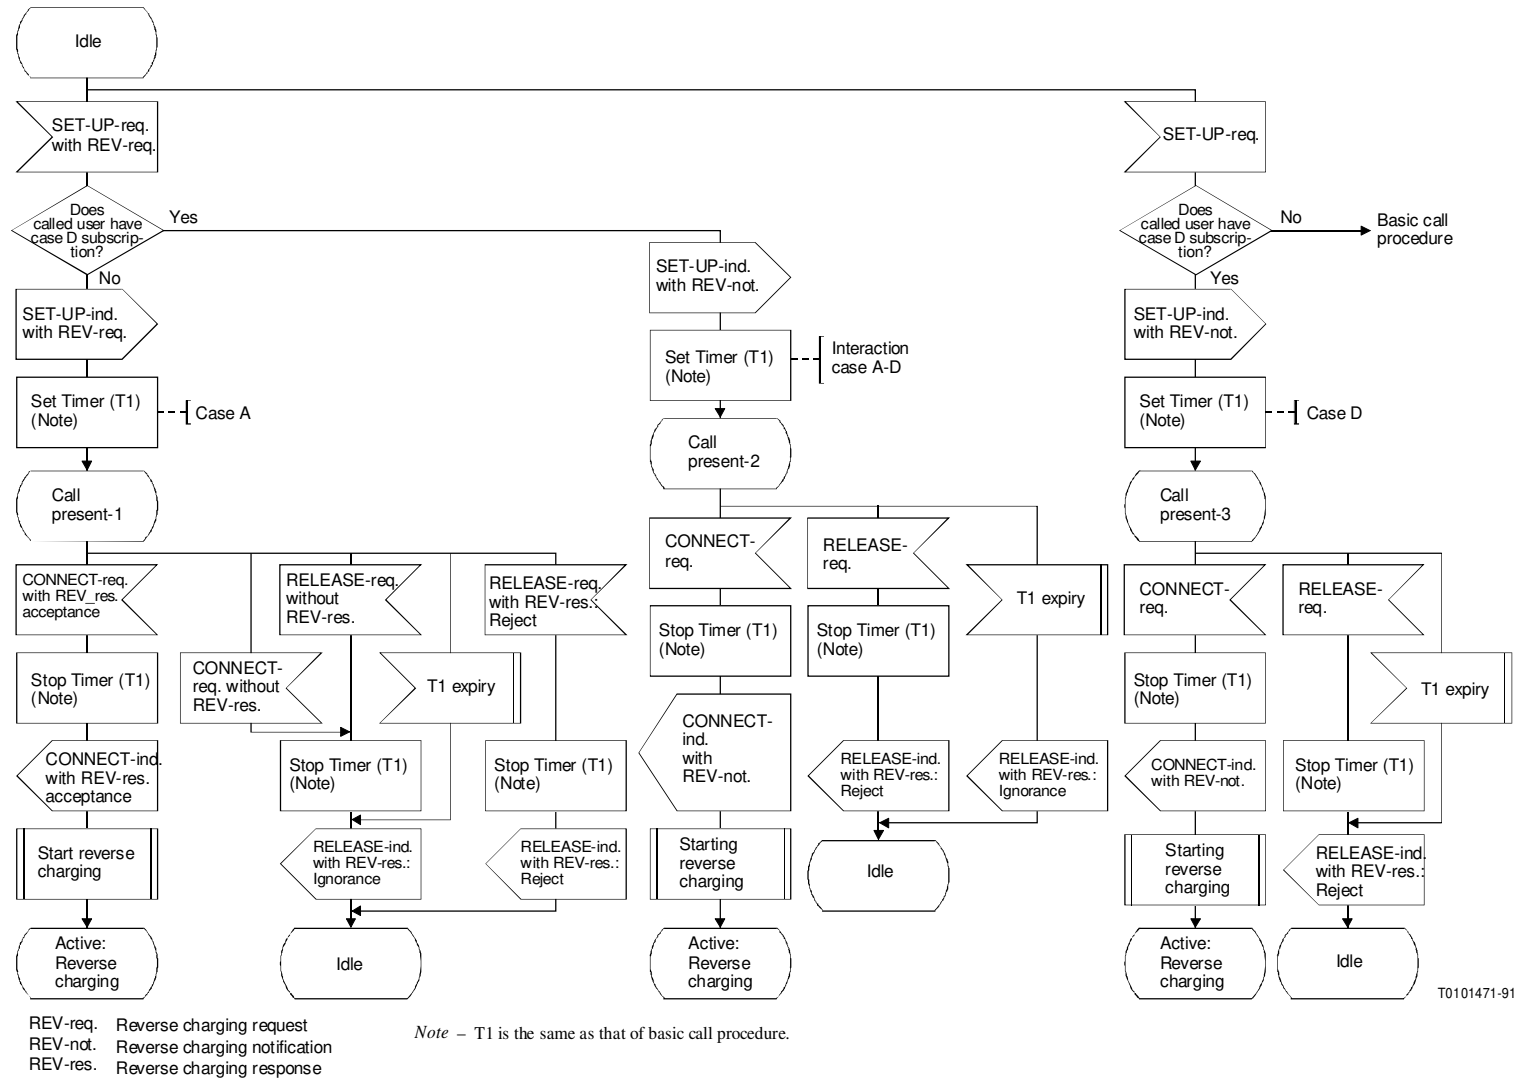 Idle
SET-UP-req.
with REV-req.
SET-UP-req.
Does
called user have
case D subscrip-
tion?
Yes
No
Does
called user have
case D subscrip-
tion?
No
Yes
Basic call
procedure
SET-UP-ind.
with REV-req.
SET-UP-ind.
with REV-not.
SET-UP-ind.
with REV-not.
Set Timer (T1)
(Note)
Case A
Set Timer (T1)
(Note)
Interaction
case A-D
Set Timer (T1)
(Note)
Case D
Call
present-1
Call
present-2
Call
present-3
CONNECT-req.
with REV_res.
acceptance
RELEASE-req.
without
REV-res.
RELEASE-req.
with REV-res.:
Reject
CONNECT-
req. without
REV-res.
T1 expiry
Stop Timer (T1)
(Note)
Stop Timer (T1)
(Note)
Stop Timer (T1)
(Note)
CONNECT-ind.
with REV-res.
acceptance
RELEASE-ind.
with REV-res.:
Ignorance
RELEASE-ind.
with REV-res.:
Reject
Start reverse
charging
Active:
Reverse
charging
Idle
CONNECT-
req.
RELEASE-
req.
T1 expiry
Stop Timer (T1)
(Note)
Stop Timer (T1)
(Note)
CONNECT-
ind.
with
REV-not.
RELEASE-ind.
with REV-res.:
Reject
RELEASE-ind.
with REV-res.:
Ignorance
Starting
reverse
charging
Idle
Active:
Reverse
charging
CONNECT-
req.
RELEASE-
req.
T1 expiry
Stop Timer (T1)
(Note)
CONNECT-ind.
with REV-not.
Stop Timer (T1)
(Note)
Starting
reverse
charging
RELEASE-ind.
with REV-res.:
Reject
Active:
Reverse
charging
Idle
T0101471-91
REV-req. Reverse charging request
REV-not. Reverse charging notification
REV-res. Reverse charging response
Note – T1 is the same as that of basic call procedure.